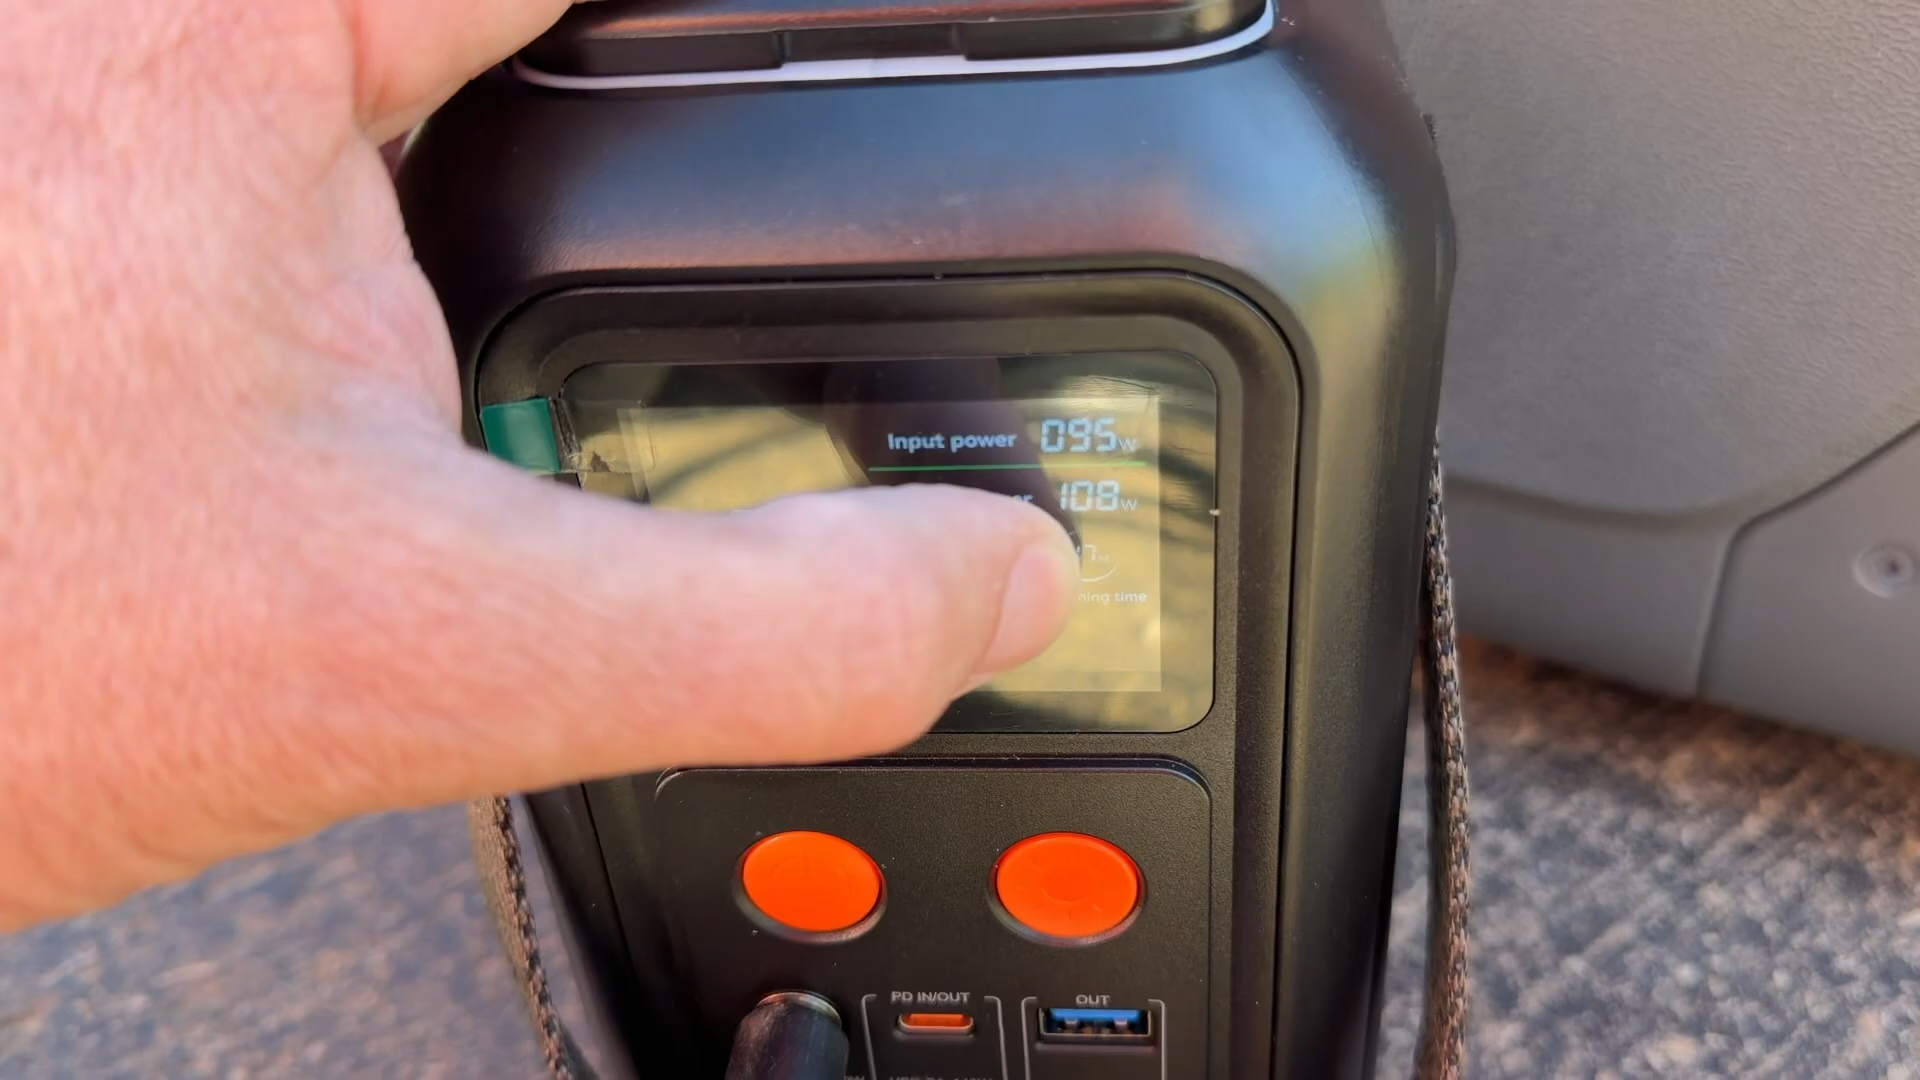 Input power 095W
108W
ning time
PD IN/OUT
OUT